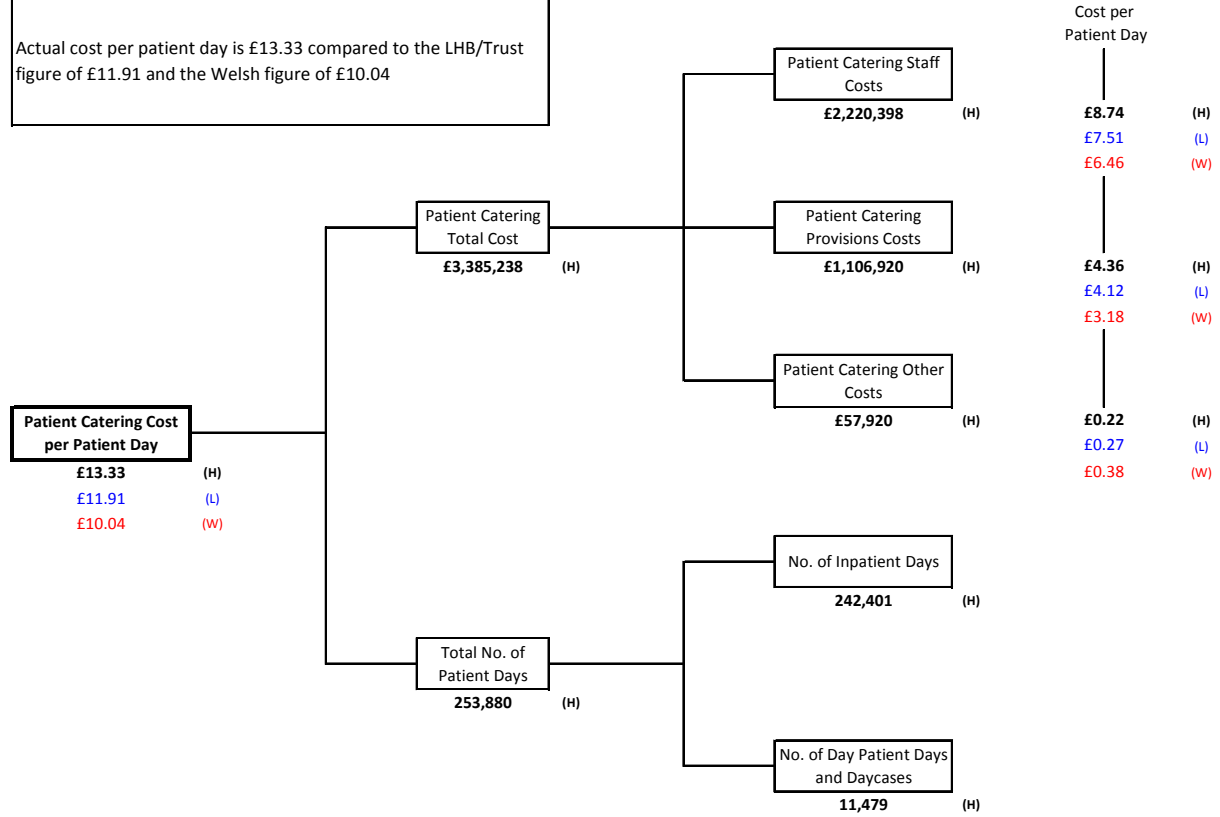 Actual cost per patient day is £13.33 compared to the LHB/Trust
figure of £11.91 and the Welsh figure of £10.04
Cost per
Patient Day
Patient Catering Staff
Costs
£2,220,398 (H) £8.74 (H)
£7.51 (L)
£6.46 (W)
Patient Catering
Total Cost
£3,385,238 (H)
Patient Catering
Provisions Costs
£1,106,920 (H) £4.36 (H)
£4.12 (L)
£3.18 (W)
Patient Catering Other
Costs
£57,920 (H) £0.22 (H)
£0.27 (L)
£0.38 (W)
Patient Catering Cost
per Patient Day
£13.33 (H)
£11.91 (L)
£10.04 (W)
No. of Inpatient Days
242,401 (H)
Total No. of
Patient Days
253,880 (H)
No. of Day Patient Days
and Daycases
11,479 (H)